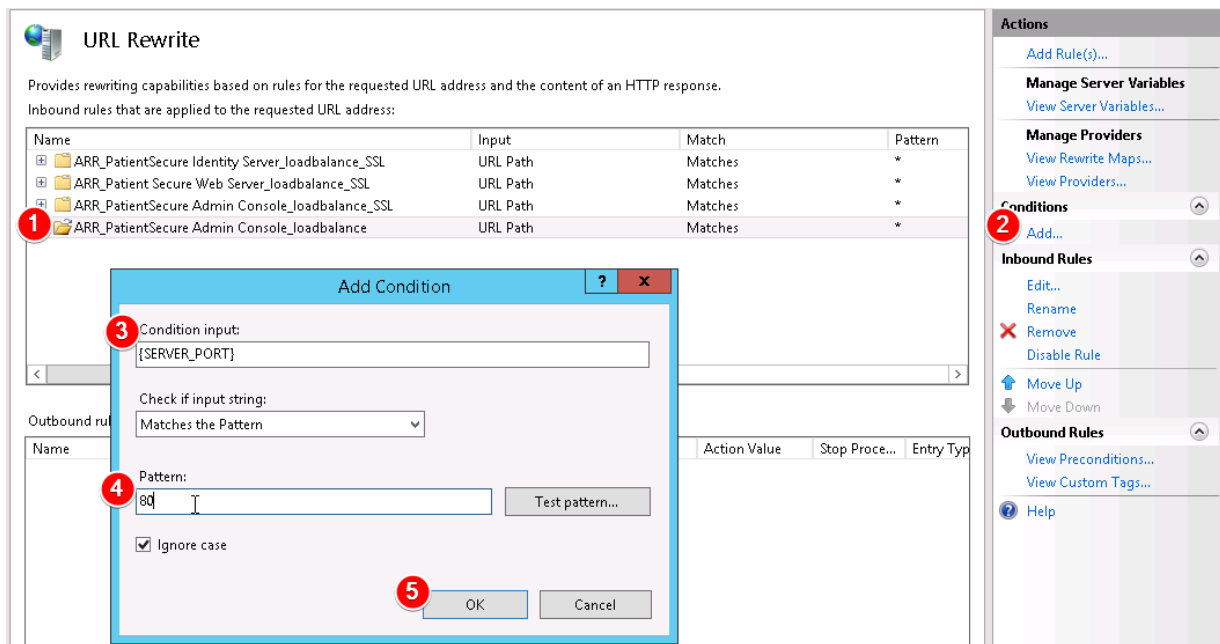 URL Rewrite
Provides rewriting capabilities based on rules for the requested URL address and the content of an HTTP response.
Inbound rules that are applied to the requested URL address:
Name Input Match Pattern
ARR_PatientSecure Identity Server_loadbalance_SSL URL Path Matches *
ARR_Patient Secure Web Server_loadbalance_SSL URL Path Matches *
ARR_PatientSecure Admin Console_loadbalance_SSL URL Path Matches *
1 ARR_PatientSecure Admin Console_loadbalance URL Path Matches *
Add Condition ? x
3 Condition input:
{SERVER_PORT}
Check if input string:
Matches the Pattern
Pattern:
4 80 Test pattern...
Ignore case
5 OK Cancel
Outbound rul
Name Action Value Stop Proce... Entry Typ
Actions
Add Rule(s)...
Manage Server Variables
View Server Variables...
Manage Providers
View Rewrite Maps...
View Providers...
Conditions
2 Add...
Inbound Rules
Edit...
Rename
Remove
Disable Rule
Move Up
Move Down
Outbound Rules
View Preconditions...
View Custom Tags...
Help